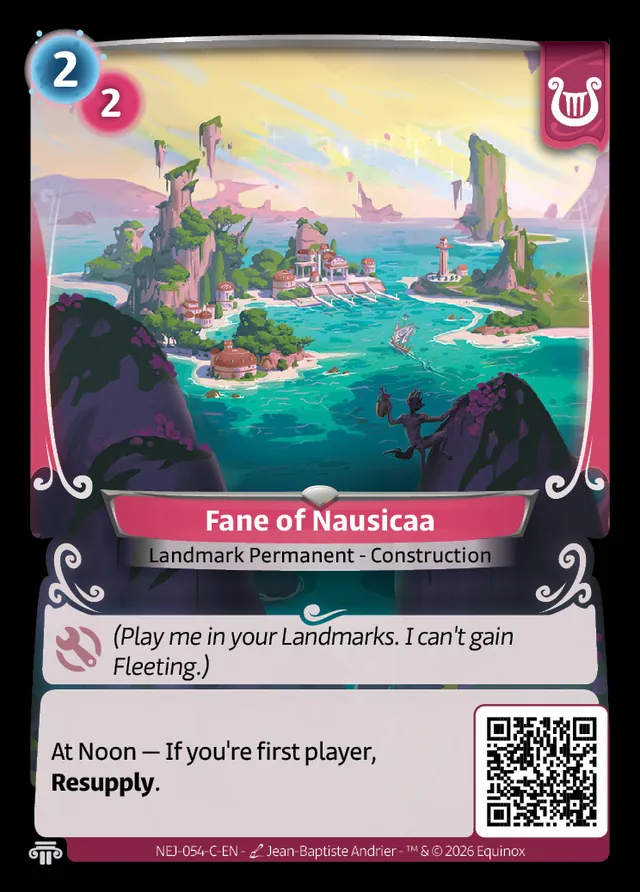 2
2
Fane of Nausicaa
Landmark Permanent - Construction
(Play me in your Landmarks. I can't gain
Fleeting.)
At Noon — If you're first player,
Resupply.
NEJ-054-C-EN - Jean-Baptiste Andrier - ™ & © 2026 Equinox